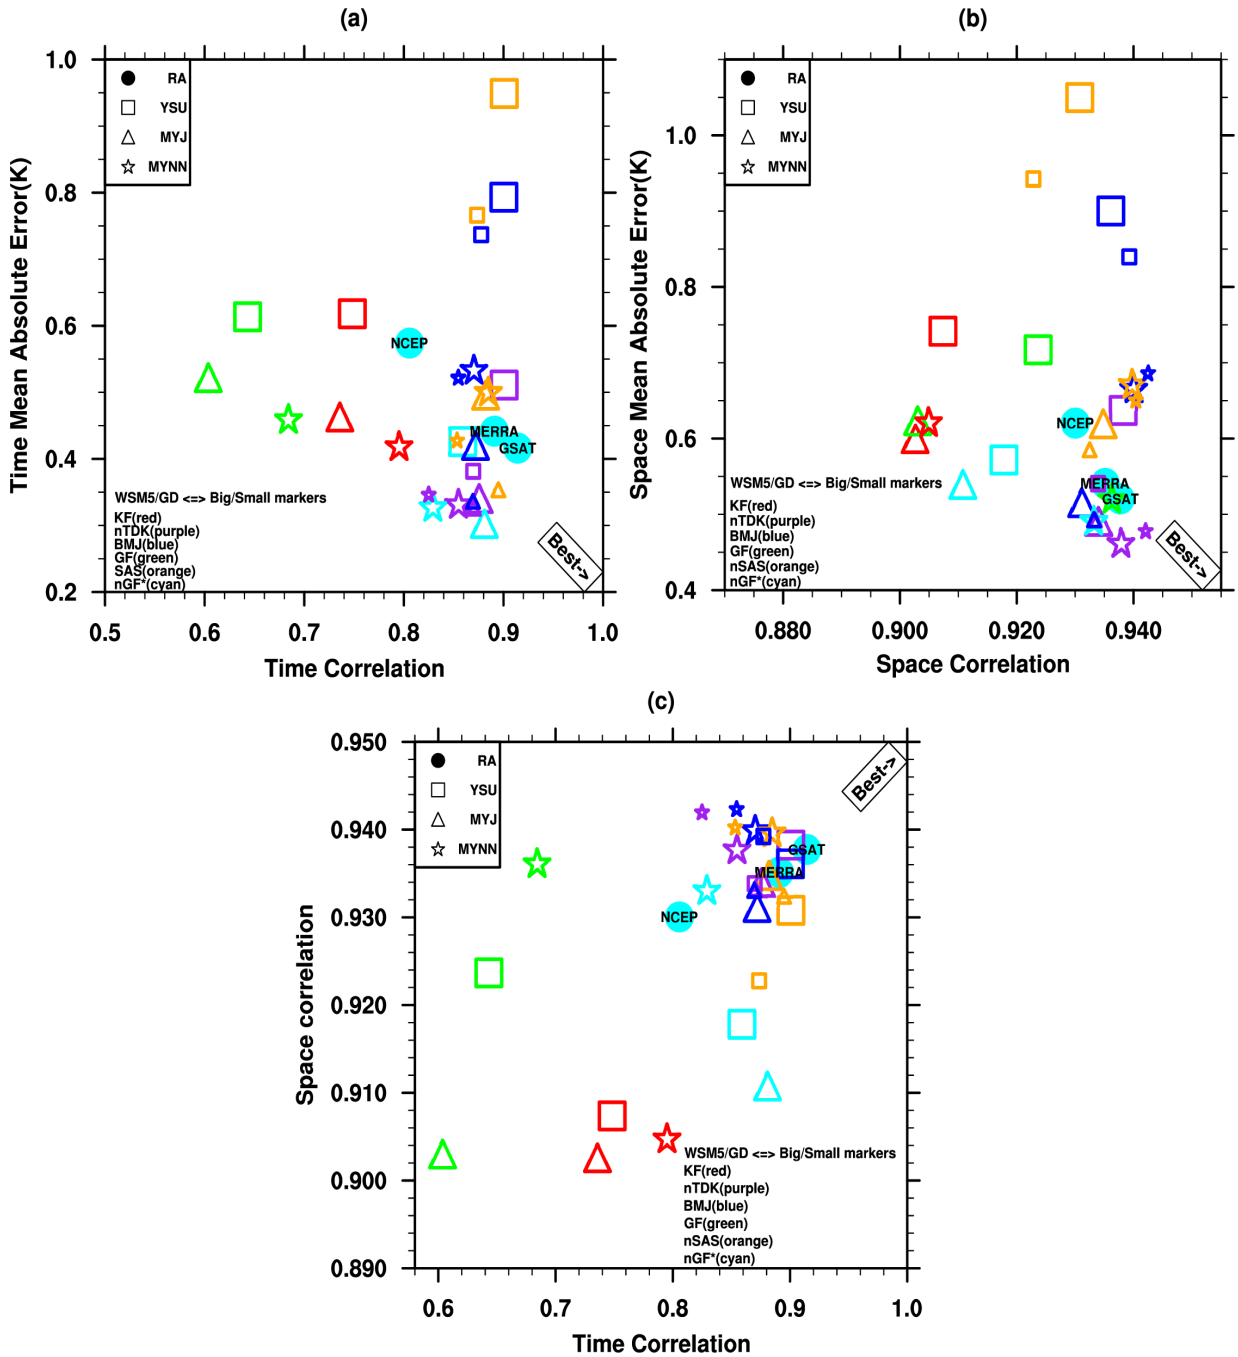 (a)
1.0
0.8
0.6
0.4
0.2
Time Mean Absolute Error(K)
RA
YSU
MYJ
MYNN
NCEP
MERRA
GSAT
WSM5/GD <=> Big/Small markers
KF(red)
nTDK(purple)
BMJ(blue)
GF(green)
SAS(orange)
nGF*(cyan)
Best->
0.5 0.6 0.7 0.8 0.9 1.0
Time Correlation
(b)
1.0
0.8
0.6
0.4
Space Mean Absolute Error(K)
RA
YSU
MYJ
MYNN
NCEP
MERRA
GSAT
WSM5/GD <=> Big/Small markers
KF(red)
nTDK(purple)
BMJ(blue)
GF(green)
nSAS(orange)
nGF*(cyan)
Best->
0.880 0.900 0.920 0.940
Space Correlation
(c)
0.950
0.940
0.930
0.920
0.910
0.900
0.890
Space correlation
RA
YSU
MYJ
MYNN
Best->
GSAT
MERRA
NCEP
WSM5/GD <=> Big/Small markers
KF(red)
nTDK(purple)
BMJ(blue)
GF(green)
nSAS(orange)
nGF*(cyan)
0.6 0.7 0.8 0.9 1.0
Time Correlation